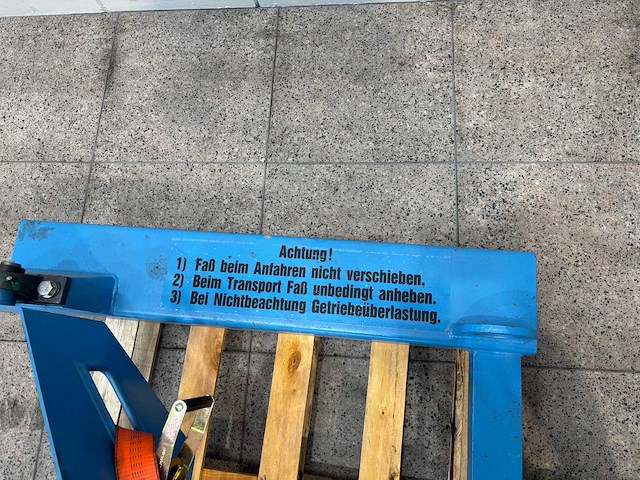 Achtung!
1) Faß beim Anfahren nicht verschieben.
2) Beim Transport Faß unbedingt anheben.
3) Bei Nichtbeachtung Getriebeüberlastung.